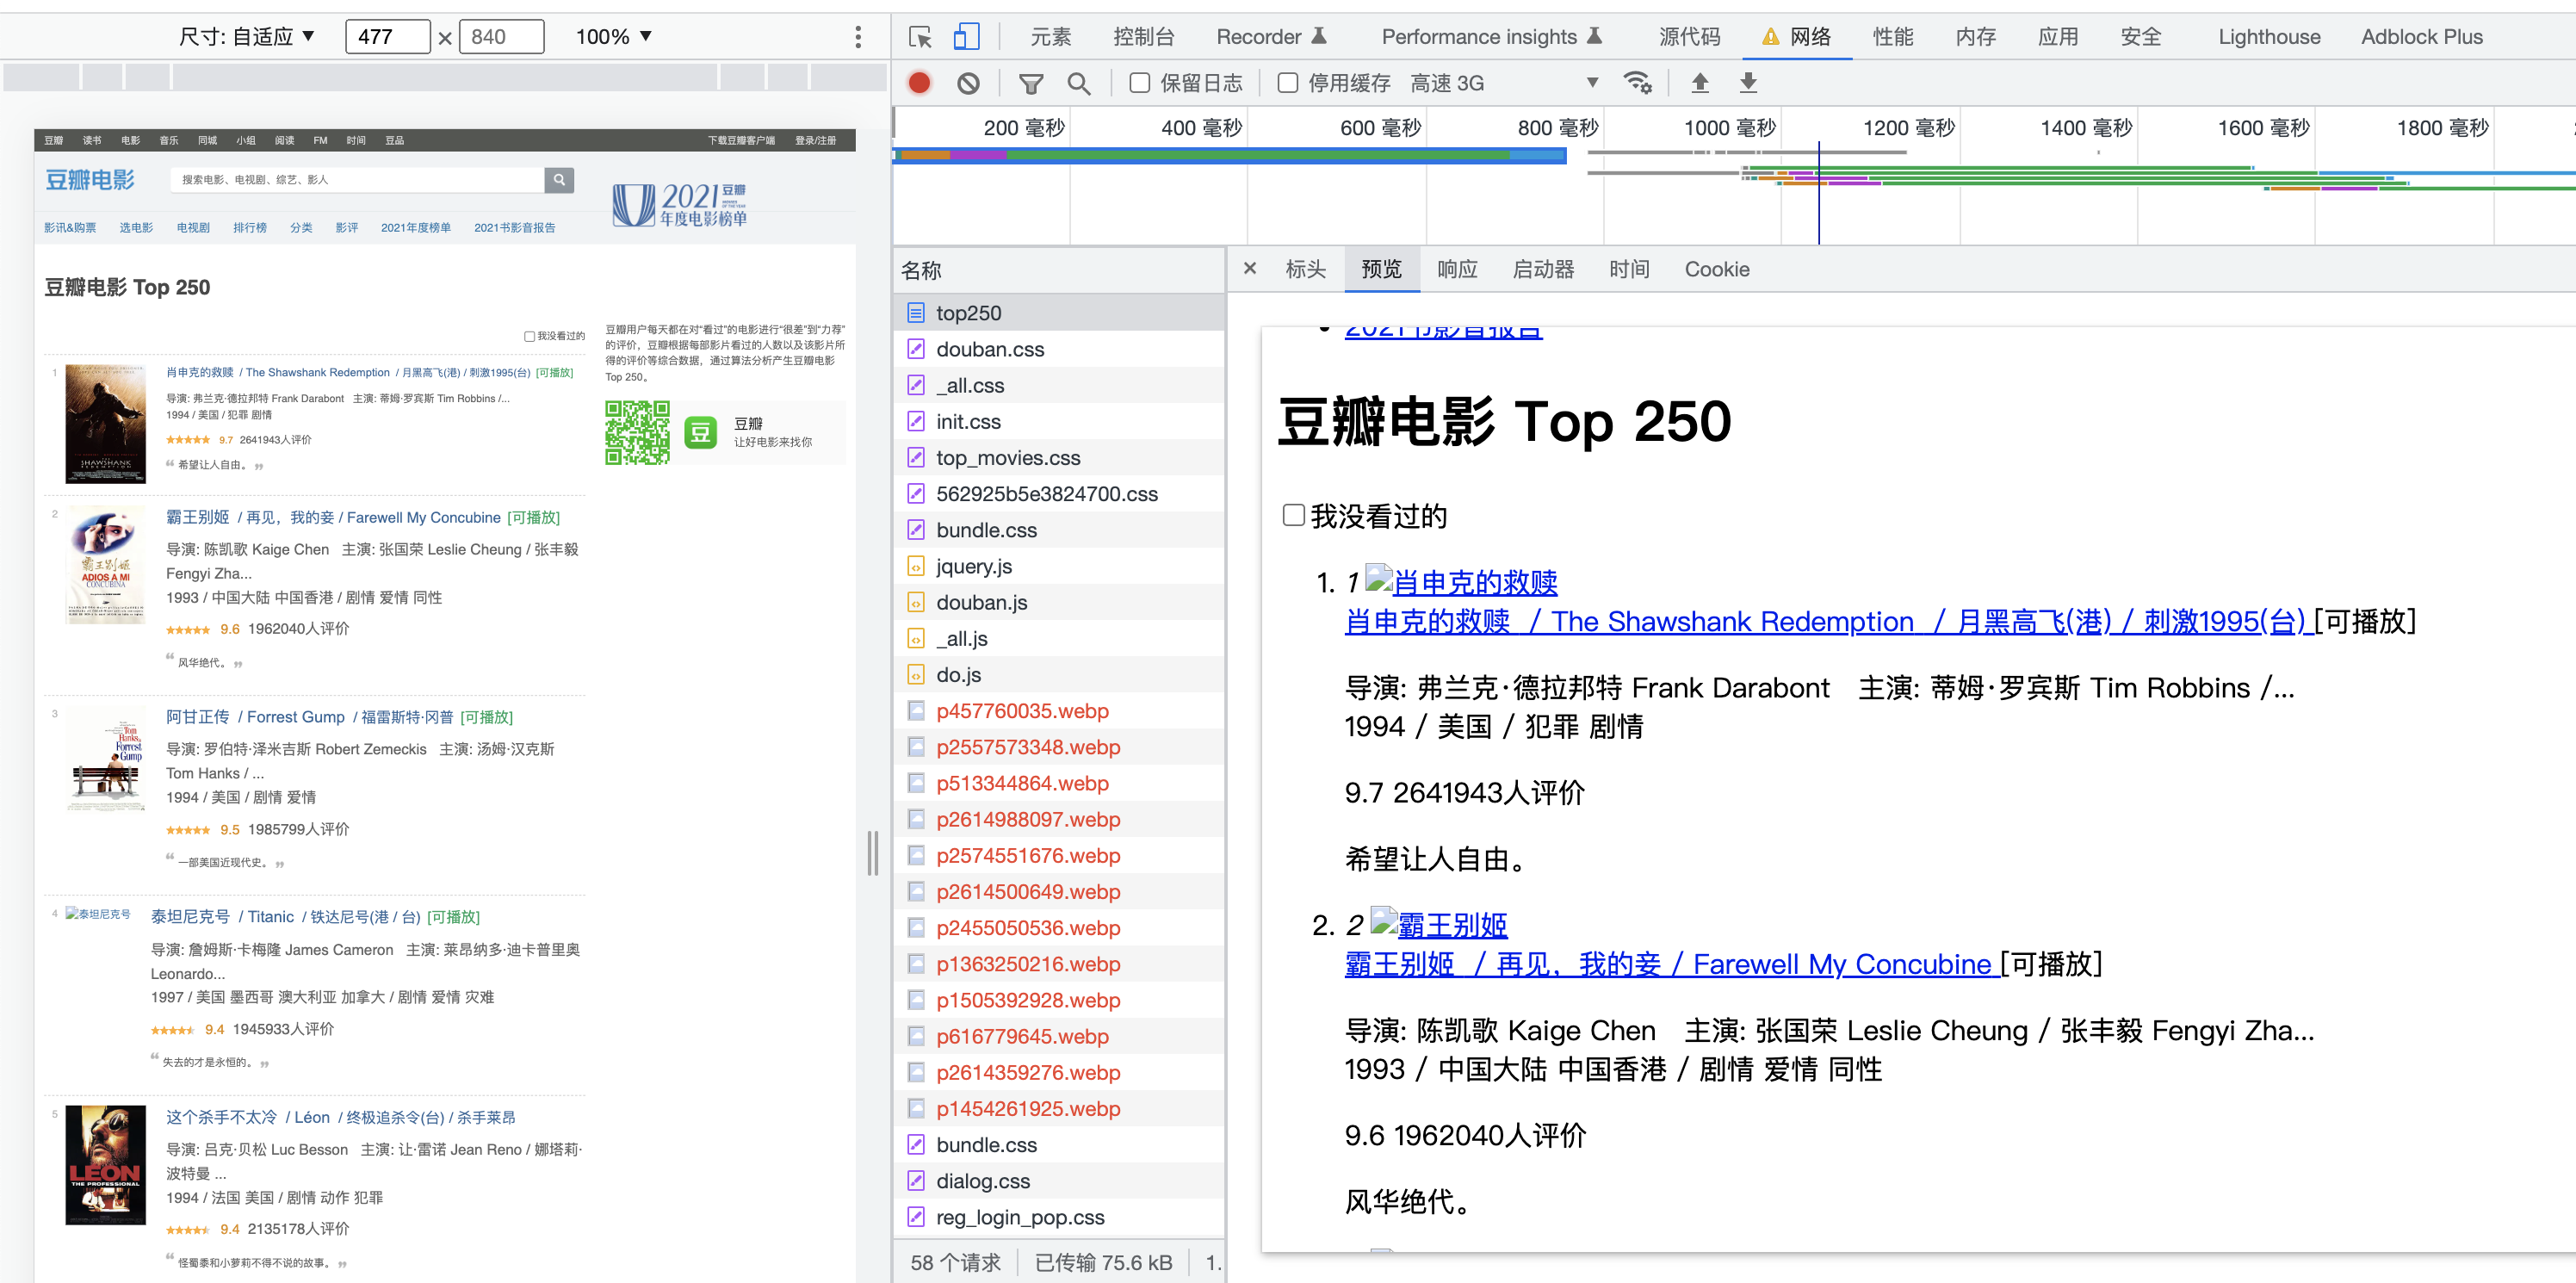 尺寸: 自适应 ▼ 477 × 840 100% ▼
豆瓣 读书 电影 音乐 同城 小组 阅读 FM 时间 豆品 下载豆瓣客户端 登录/注册
豆瓣电影
搜索电影、电视剧、综艺、影人
2021 豆瓣
年度电影榜单
影讯&购票 选电影 电视剧 排行榜 分类 影评 2021年度榜单 2021书影音报告
豆瓣电影 Top 250
我没看过的
1
肖申克的救赎 / The Shawshank Redemption / 月黑高飞(港) / 刺激1995(台) [可播放]
导演: 弗兰克·德拉邦特 Frank Darabont 主演: 蒂姆·罗宾斯 Tim Robbins /...
1994 / 美国 / 犯罪 剧情
9.7 2641943人评价
“ 希望让人自由。 ”
SHAWSHANK
2
霸王别姬 / 再见，我的妾 / Farewell My Concubine [可播放]
导演: 陈凯歌 Kaige Chen 主演: 张国荣 Leslie Cheung / 张丰毅
Fengyi Zha...
1993 / 中国大陆 中国香港 / 剧情 爱情 同性
9.6 1962040人评价
“ 风华绝代。 ”
霸王别姬
ADIOS A MI
CONCUBINA
3
阿甘正传 / Forrest Gump / 福雷斯特·冈普 [可播放]
导演: 罗伯特·泽米吉斯 Robert Zemeckis 主演: 汤姆·汉克斯
Tom Hanks / ...
1994 / 美国 / 剧情 爱情
9.5 1985799人评价
“ 一部美国近现代史。 ”
Tom
Hanks
Forrest
Gump
4 泰坦尼克号
泰坦尼克号 / Titanic / 铁达尼号(港 / 台) [可播放]
导演: 詹姆斯·卡梅隆 James Cameron 主演: 莱昂纳多·迪卡普里奥
Leonardo...
1997 / 美国 墨西哥 澳大利亚 加拿大 / 剧情 爱情 灾难
9.4 1945933人评价
“ 失去的才是永恒的。 ”
5
这个杀手不太冷 / Léon / 终极追杀令(台) / 杀手莱昂
导演: 吕克·贝松 Luc Besson 主演: 让·雷诺 Jean Reno / 娜塔莉·
波特曼 ...
1994 / 法国 美国 / 剧情 动作 犯罪
9.4 2135178人评价
“ 怪蜀黍和小萝莉不得不说的故事。 ”
LEON
THE PROFESSIONAL
豆瓣用户每天都在对“看过”的电影进行“很差”到“力荐”
的评价，豆瓣根据每部影片看过的人数以及该影片所
得的评价等综合数据，通过算法分析产生豆瓣电影
Top 250。
豆
豆瓣
让好电影来找你
元素 控制台 Recorder Performance insights 源代码 网络 性能 内存 应用 安全 Lighthouse Adblock Plus
保留日志 停用缓存 高速 3G ▼
200 毫秒 400 毫秒 600 毫秒 800 毫秒 1000 毫秒 1200 毫秒 1400 毫秒 1600 毫秒 1800 毫秒
名称
top250
douban.css
_all.css
init.css
top_movies.css
562925b5e3824700.css
bundle.css
jquery.js
douban.js
_all.js
do.js
p457760035.webp
p2557573348.webp
p513344864.webp
p2614988097.webp
p2574551676.webp
p2614500649.webp
p2455050536.webp
p1363250216.webp
p1505392928.webp
p616779645.webp
p2614359276.webp
p1454261925.webp
bundle.css
dialog.css
reg_login_pop.css
58 个请求 已传输 75.6 kB 1.
× 标头 预览 响应 启动器 时间 Cookie
2021书影音报告
豆瓣电影 Top 250
我没看过的
1. 1 肖申克的救赎
肖申克的救赎 / The Shawshank Redemption / 月黑高飞(港) / 刺激1995(台) [可播放]
导演: 弗兰克·德拉邦特 Frank Darabont 主演: 蒂姆·罗宾斯 Tim Robbins /...
1994 / 美国 / 犯罪 剧情
9.7 2641943人评价
希望让人自由。
2. 2 霸王别姬
霸王别姬 / 再见，我的妾 / Farewell My Concubine [可播放]
导演: 陈凯歌 Kaige Chen 主演: 张国荣 Leslie Cheung / 张丰毅 Fengyi Zha...
1993 / 中国大陆 中国香港 / 剧情 爱情 同性
9.6 1962040人评价
风华绝代。